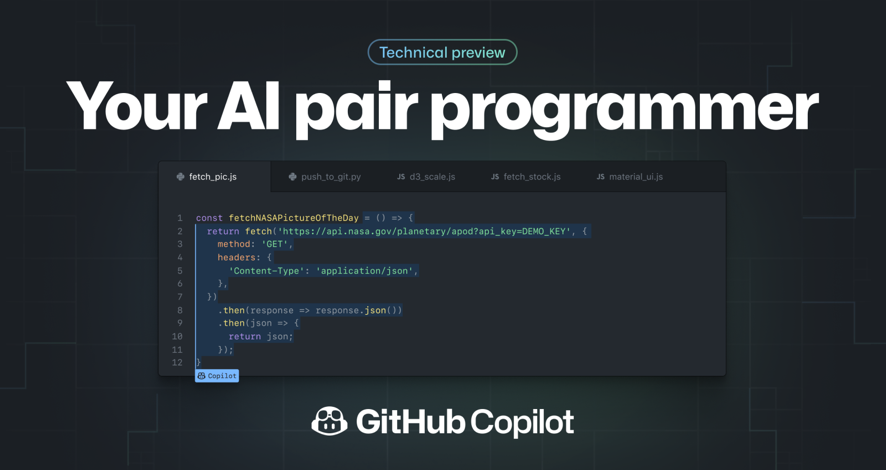 Technical preview
Your AI pair programmer
fetch_pic.js push_to_git.py JS d3_scale.js JS fetch_stock.js JS material_ui.js
1 const fetchNASAPictureOfTheDay = () => {
2 return fetch('https://api.nasa.gov/planetary/apod?api_key=DEMO_KEY', {
3 method: 'GET',
4 headers: {
5 'Content-Type': 'application/json',
6 },
7 })
8 .then(response => response.json())
9 .then(json => {
10 return json;
11 });
12 }
Copilot
GitHub Copilot